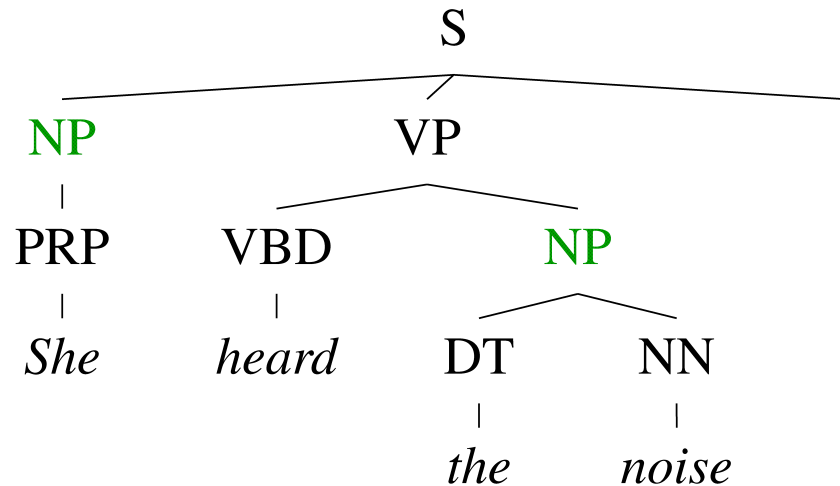 S
NP VP
PRP VBD NP
She heard DT NN
the noise